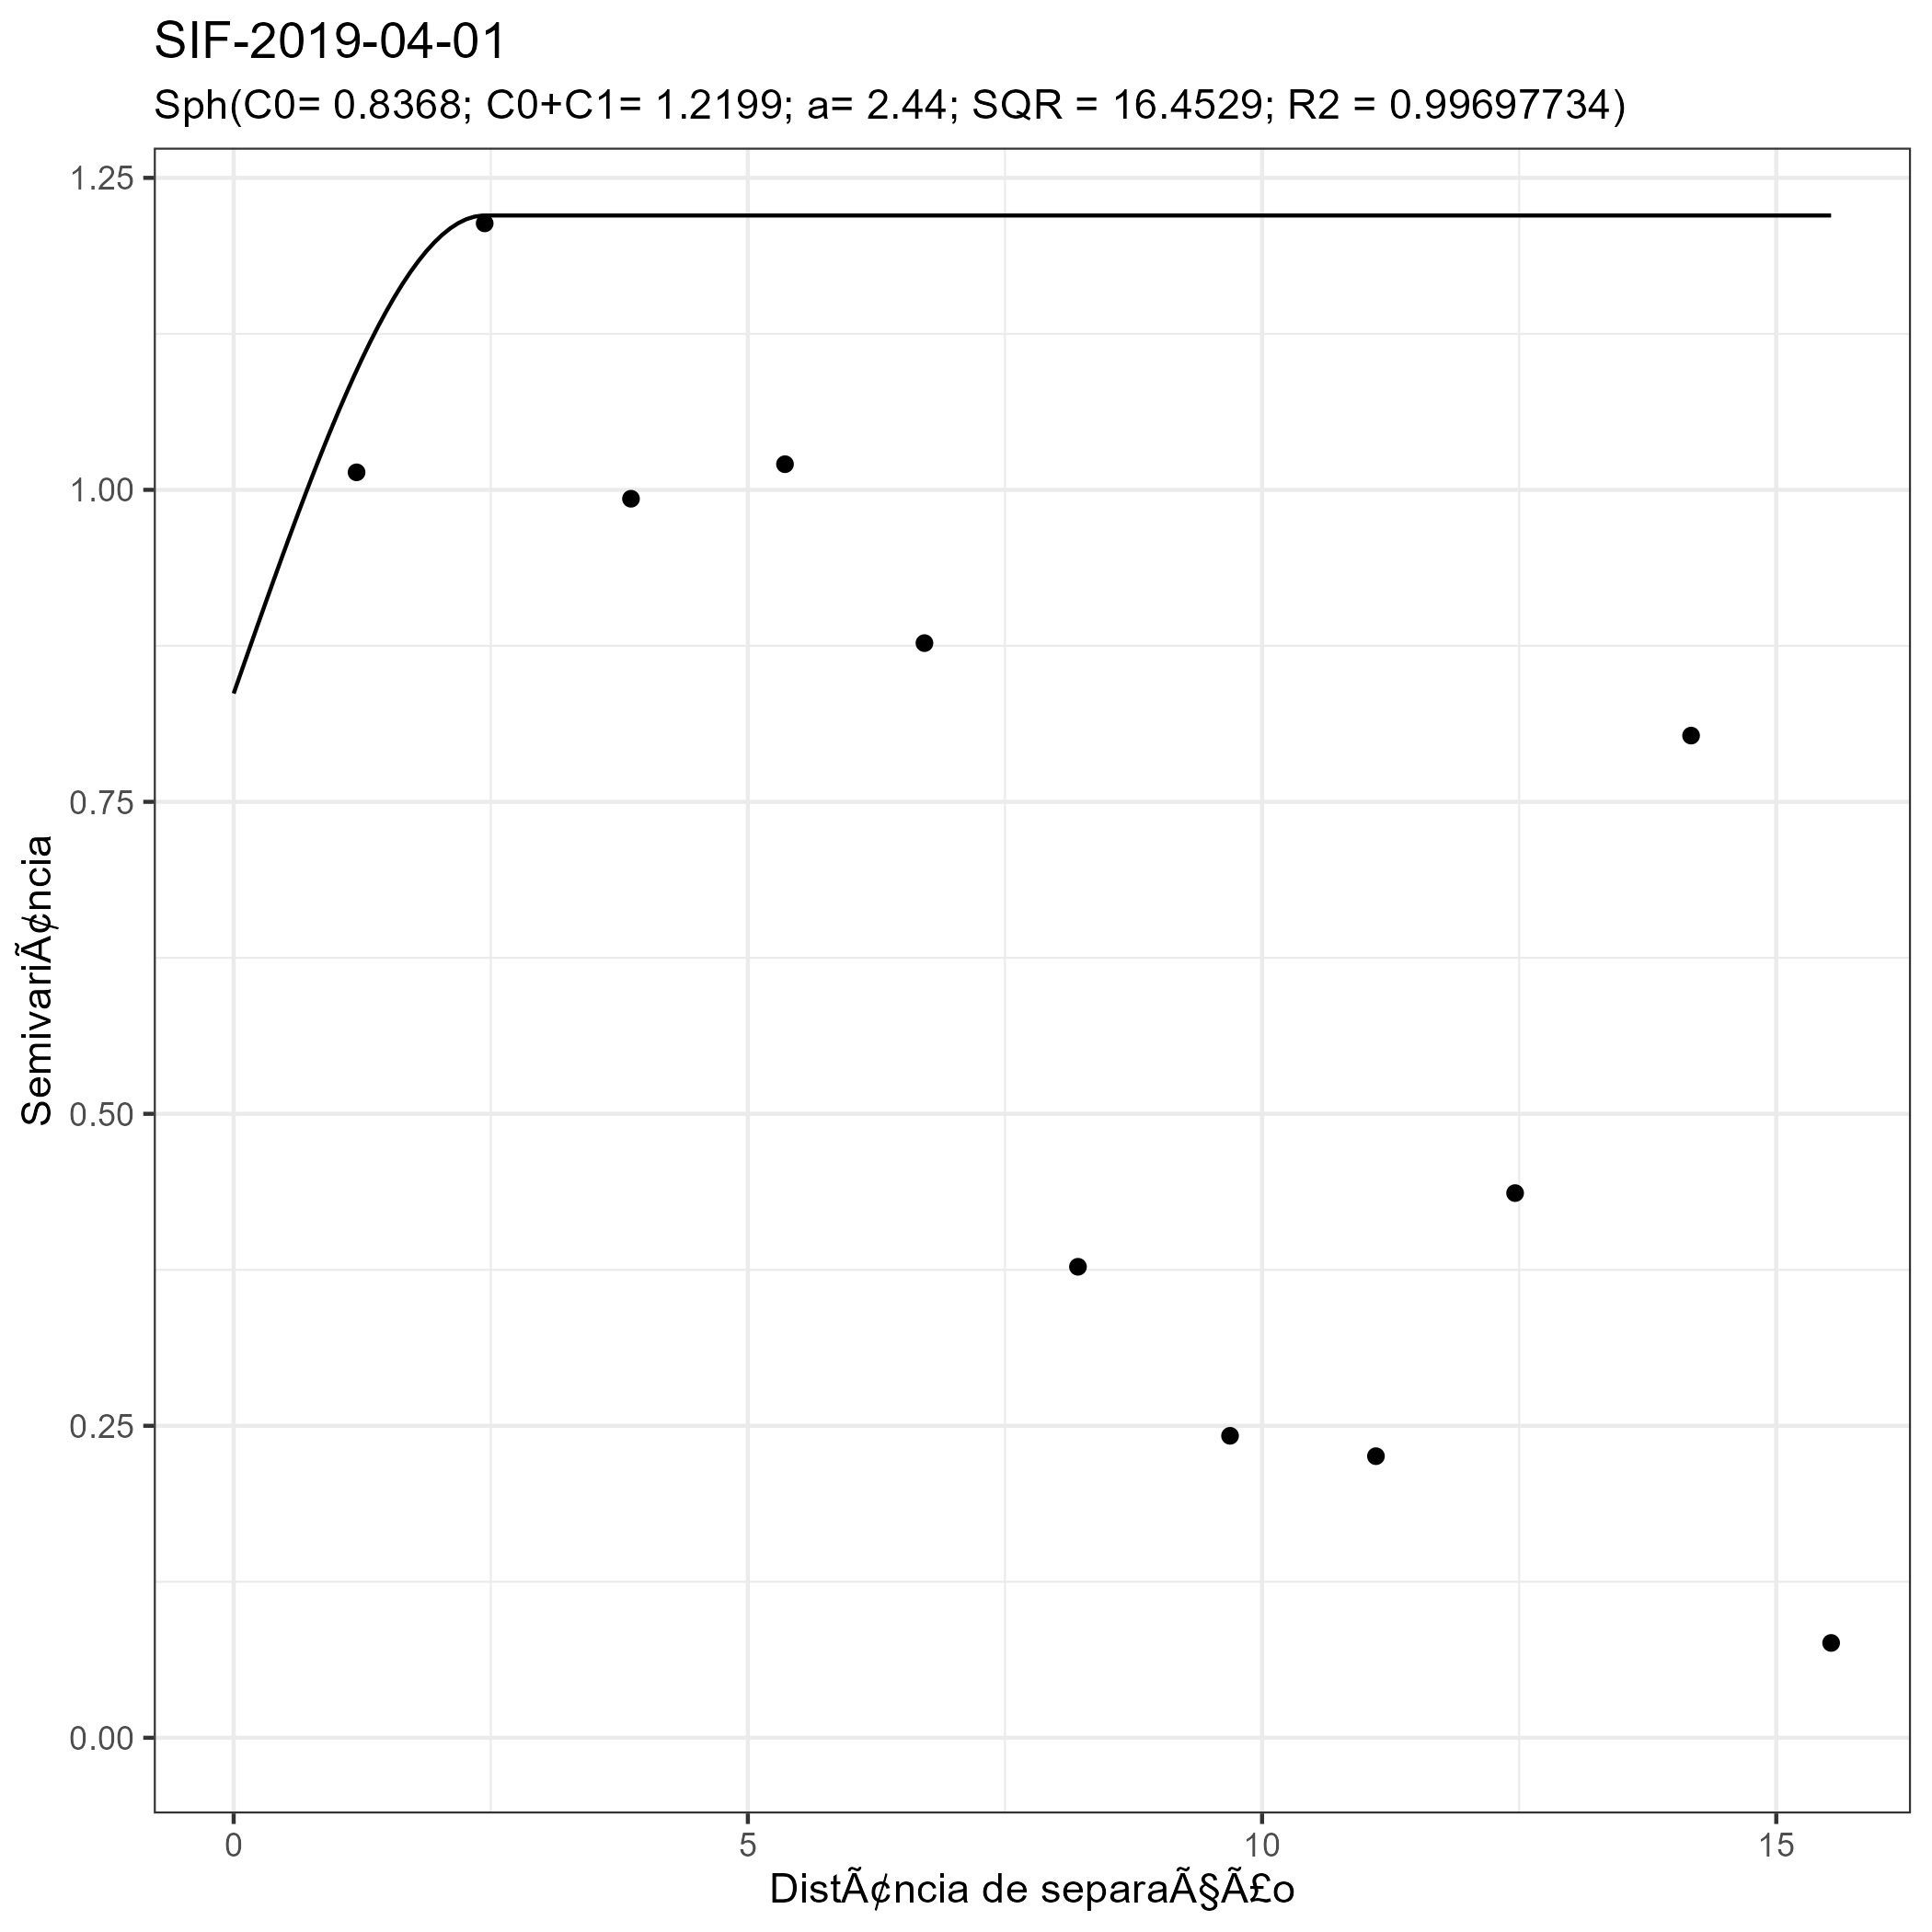 SIF-2019-04-01
Sph(C0= 0.8368; C0+C1= 1.2199; a= 2.44; SQR = 16.4529; R2 = 0.99697734)
1.25
1.00
0.75
0.50
0.25
0.00
SemivariÃ¢ncia
0 5 10 15
DistÃ¢ncia de separaÃ§Ã£o